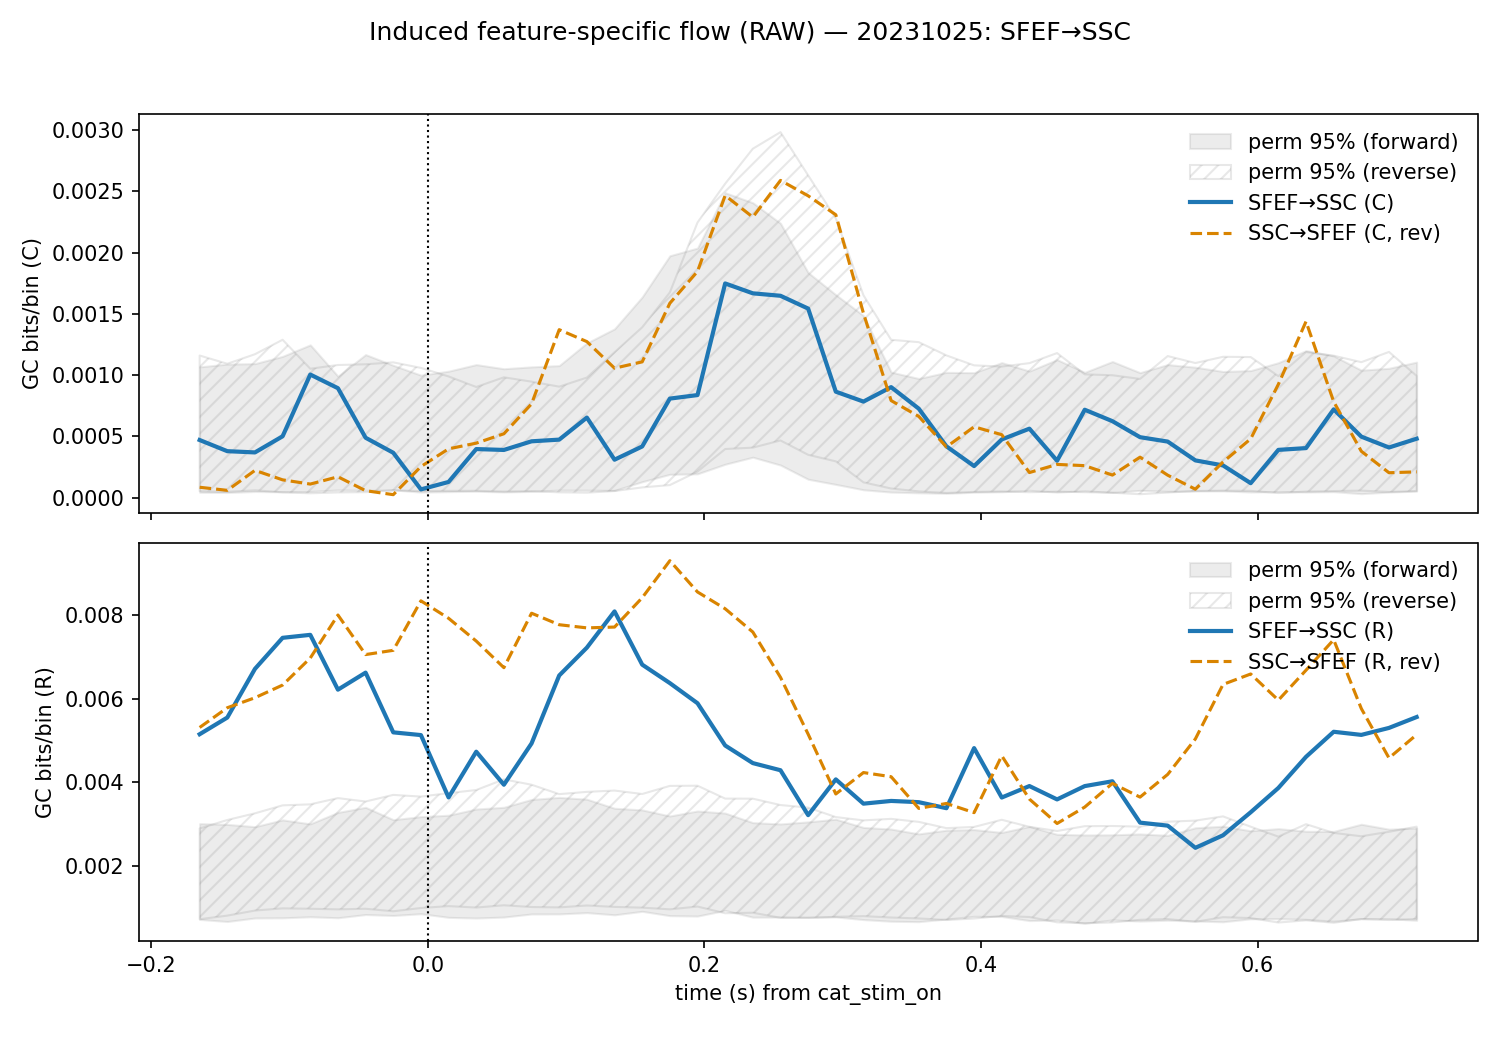 Induced feature-specific flow (RAW) — 20231025: SFEF→SSC
GC bits/bin (C)
0.0030
0.0025
0.0020
0.0015
0.0010
0.0005
0.0000
perm 95% (forward)
perm 95% (reverse)
SFEF→SSC (C)
SSC→SFEF (C, rev)
GC bits/bin (R)
0.008
0.006
0.004
0.002
perm 95% (forward)
perm 95% (reverse)
SFEF→SSC (R)
SSC→SFEF (R, rev)
−0.2 0.0 0.2 0.4 0.6
time (s) from cat_stim_on